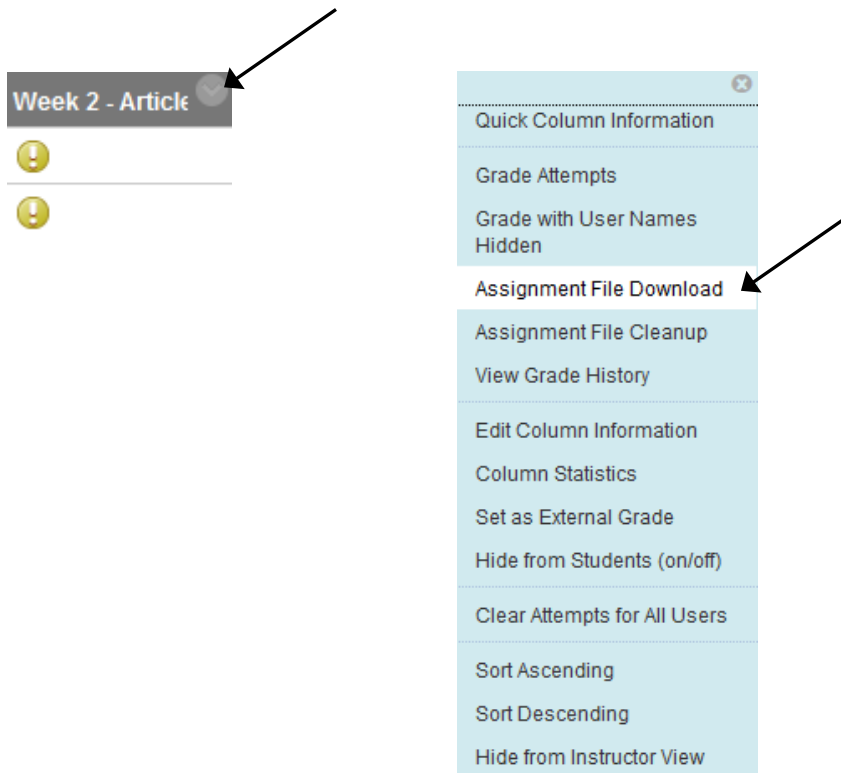 Week 2 - Article
Quick Column Information
Grade Attempts
Grade with User Names
Hidden
Assignment File Download
Assignment File Cleanup
View Grade History
Edit Column Information
Column Statistics
Set as External Grade
Hide from Students (on/off)
Clear Attempts for All Users
Sort Ascending
Sort Descending
Hide from Instructor View